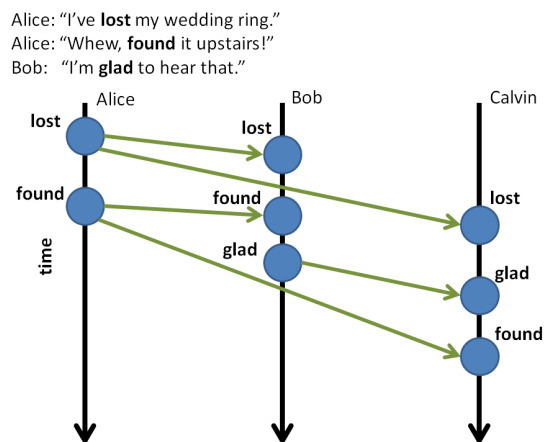 Alice: “I’ve lost my wedding ring.”
Alice: “Whew, found it upstairs!”
Bob: “I’m glad to hear that.”
Alice
Bob
Calvin
lost
lost
found
found
lost
glad
time
glad
found